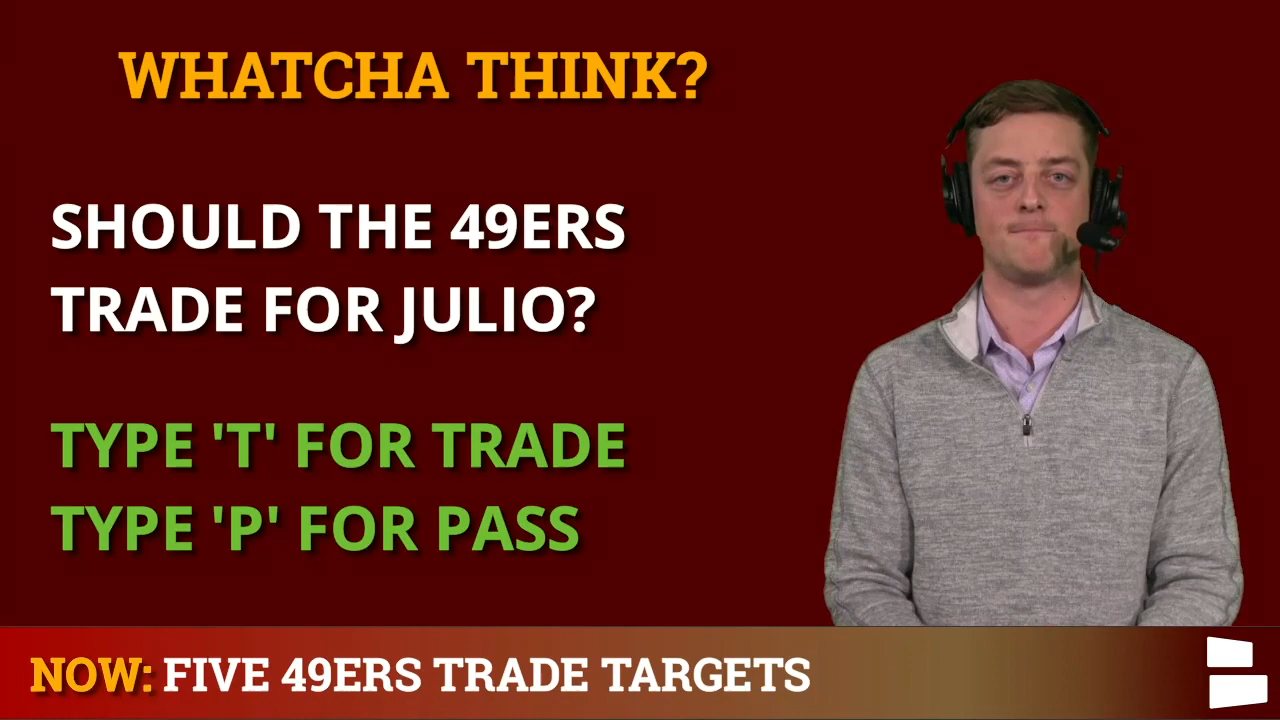 WHATCHA THINK?
SHOULD THE 49ERS
TRADE FOR JULIO?
TYPE 'T' FOR TRADE
TYPE 'P' FOR PASS
NOW: FIVE 49ERS TRADE TARGETS